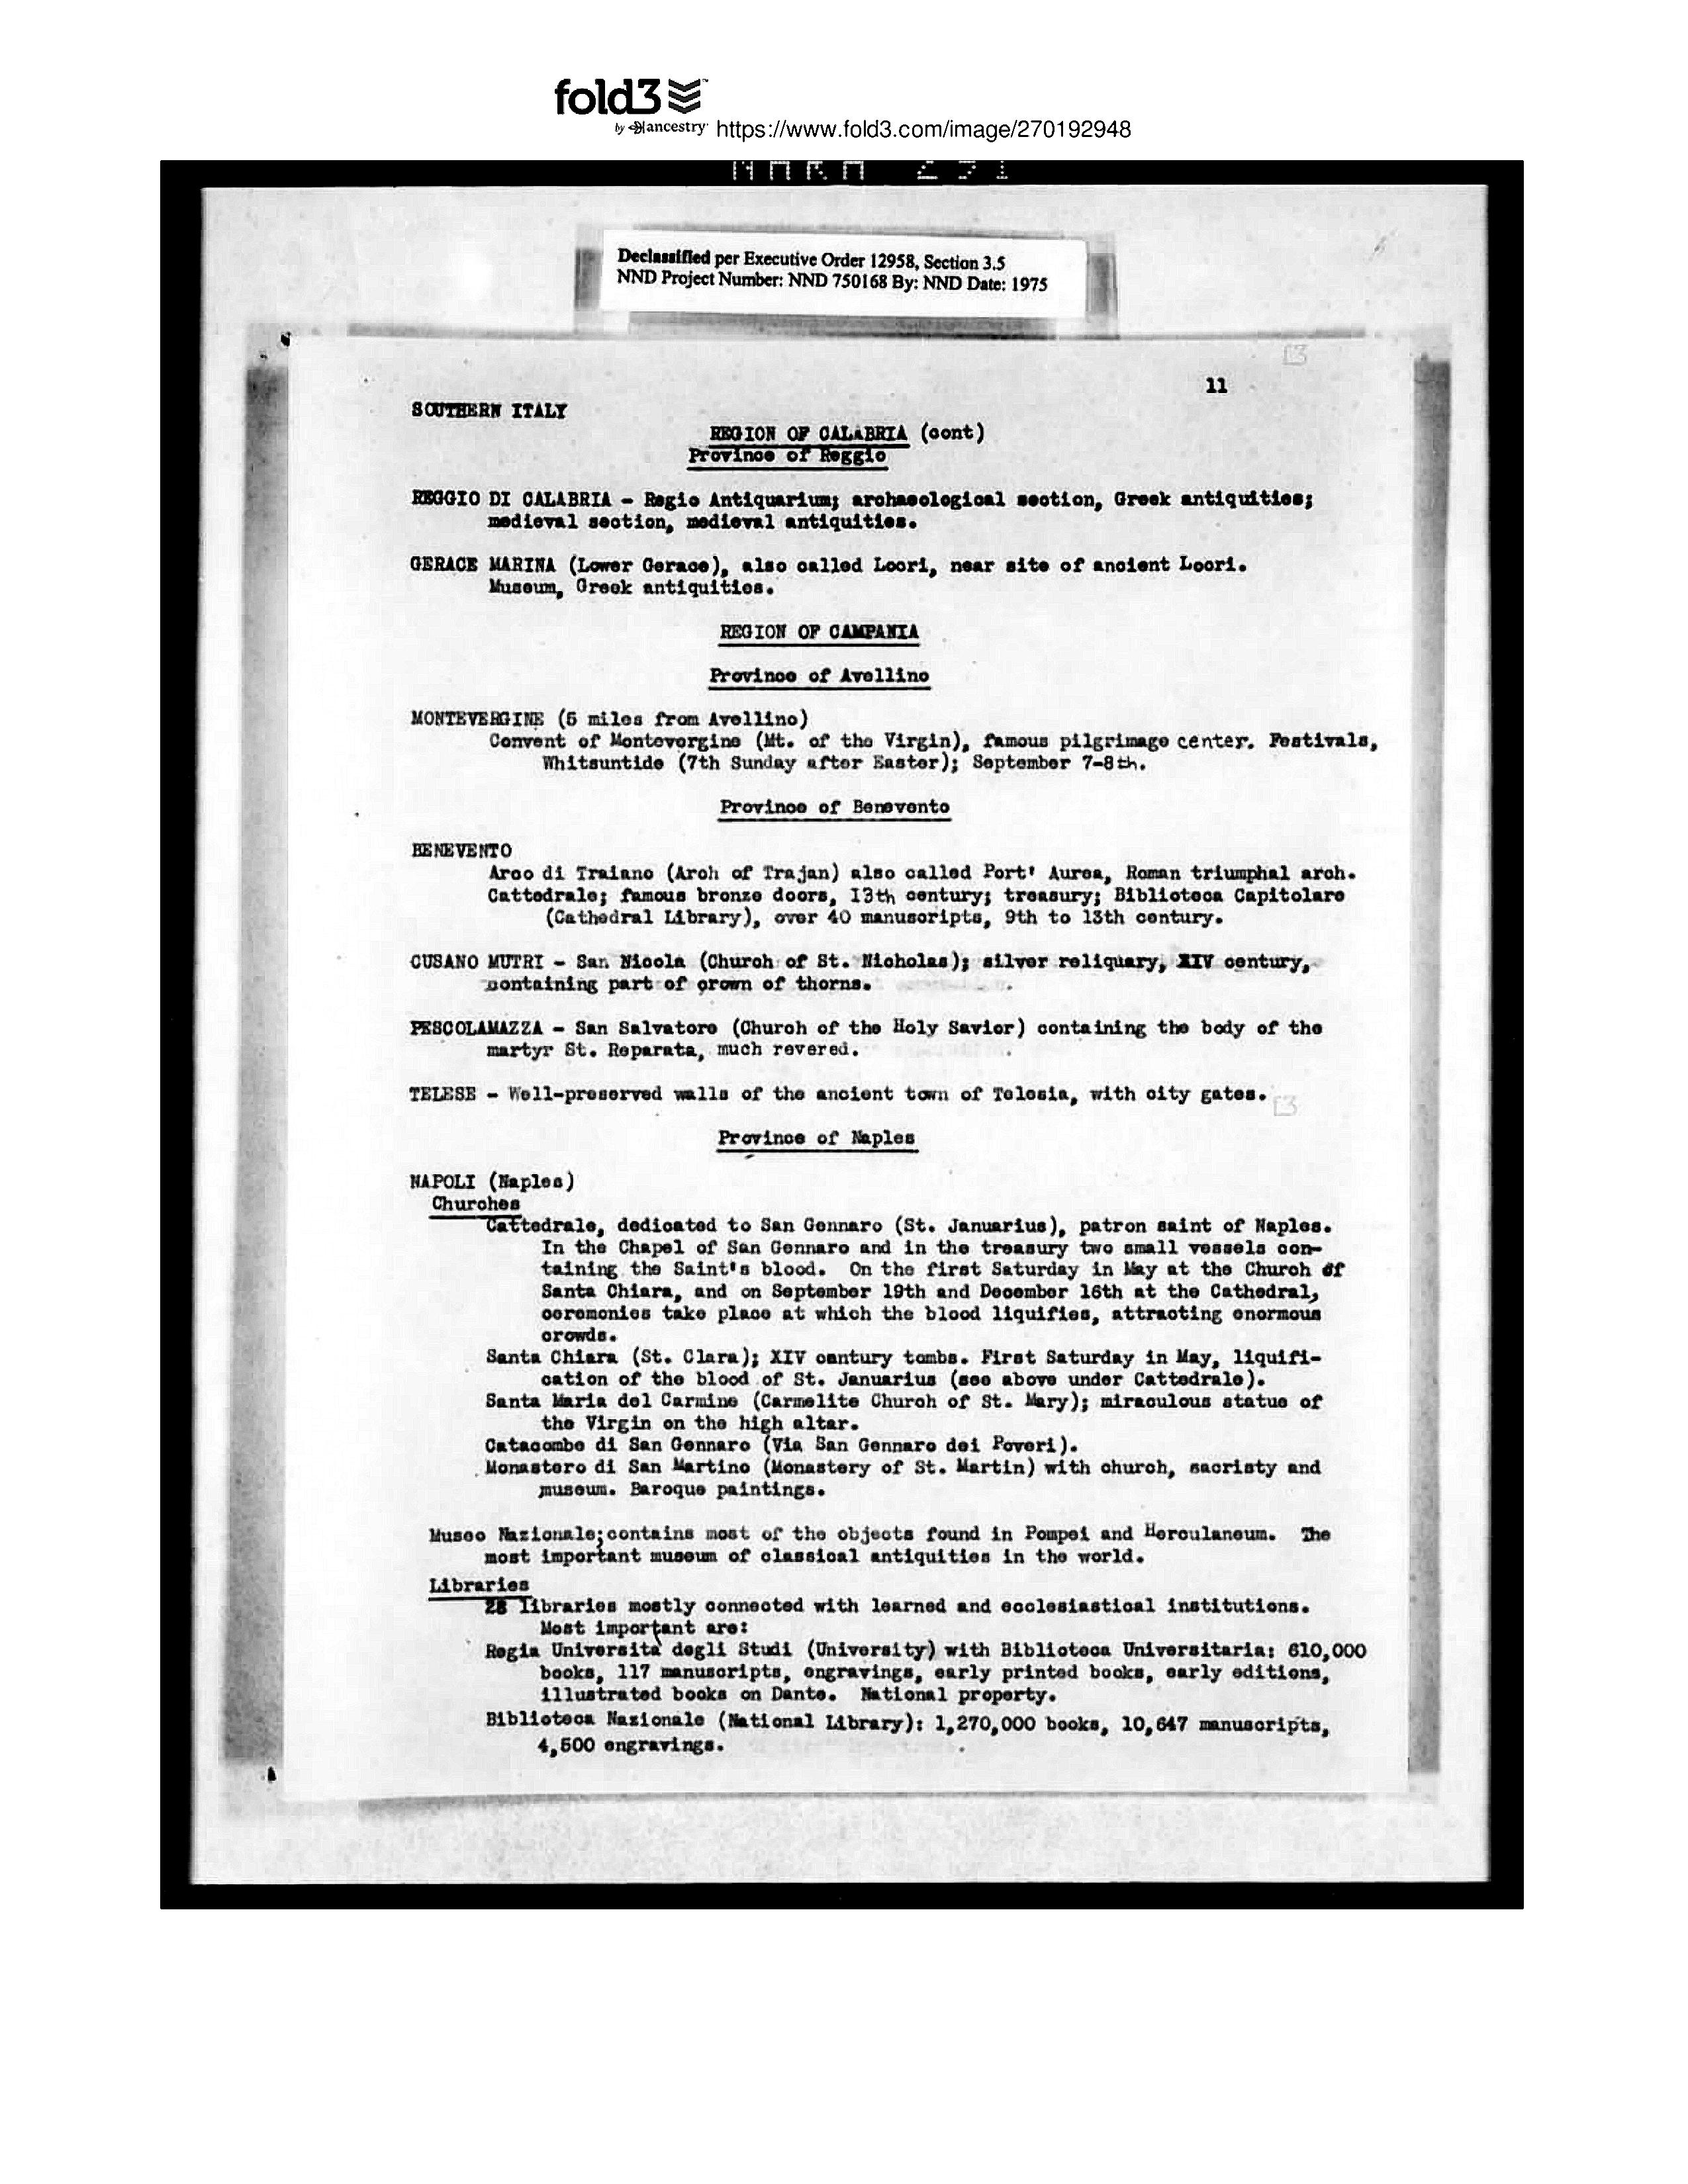 fold3
by ancestry https://www.fold3.com/image/270192948
NARA 291
Declassified per Executive Order 12958, Section 3.5
NND Project Number: NND 750168 By: NND Date: 1975
11
SOUTHERN ITALY
REGION OF CALABRIA (cont)
Province of Reggio
REGGIO DI CALABRIA - Regio Antiquarium; archaeological section, Greek antiquities;
medieval section, medieval antiquities.
GERACE MARINA (Lower Gerace), also called Locri, near site of ancient Locri.
Museum, Greek antiquities.
REGION OF CAMPANIA
Province of Avellino
MONTEVERGINE (5 miles from Avellino)
Convent of Montevergine (Mt. of the Virgin), famous pilgrimage center. Festivals,
Whitsuntide (7th Sunday after Easter); September 7-8th.
Province of Benevento
BENEVENTO
Arco di Traiano (Arch of Trajan) also called Port' Aurea, Roman triumphal arch.
Cattedrale; famous bronze doors, 13th century; treasury; Biblioteca Capitolare
(Cathedral Library), over 40 manuscripts, 9th to 13th century.
CUSANO MUTRI - San Nicola (Church of St. Nicholas); silver reliquary, XIV century,
containing part of crown of thorns.
PESCOLAMAZZA - San Salvatore (Church of the Holy Savior) containing the body of the
martyr St. Reparata, much revered.
TELESE - Well-preserved walls of the ancient town of Telesia, with city gates.
Province of Naples
NAPOLI (Naples)
Churches
Cattedrale, dedicated to San Gennaro (St. Januarius), patron saint of Naples.
In the Chapel of San Gennaro and in the treasury two small vessels con-
taining the Saint's blood. On the first Saturday in May at the Church of
Santa Chiara, and on September 19th and December 16th at the Cathedral,
ceremonies take place at which the blood liquifies, attracting enormous
crowds.
Santa Chiara (St. Clara); XIV century tombs. First Saturday in May, liquifi-
cation of the blood of St. Januarius (see above under Cattedrale).
Santa Maria del Carmine (Carmelite Church of St. Mary); miraculous statue of
the Virgin on the high altar.
Catacombe di San Gennaro (Via San Gennaro dei Poveri).
Monastero di San Martino (Monastery of St. Martin) with church, sacristy and
museum. Baroque paintings.
Museo Nazionale; contains most of the objects found in Pompei and Herculaneum. The
most important museum of classical antiquities in the world.
Libraries
28 libraries mostly connected with learned and ecclesiastical institutions.
Most important are:
Regia Università degli Studi (University) with Biblioteca Universitaria: 610,000
books, 117 manuscripts, engravings, early printed books, early editions,
illustrated books on Dante. National property.
Biblioteca Nazionale (National Library): 1,270,000 books, 10,647 manuscripts,
4,500 engravings.